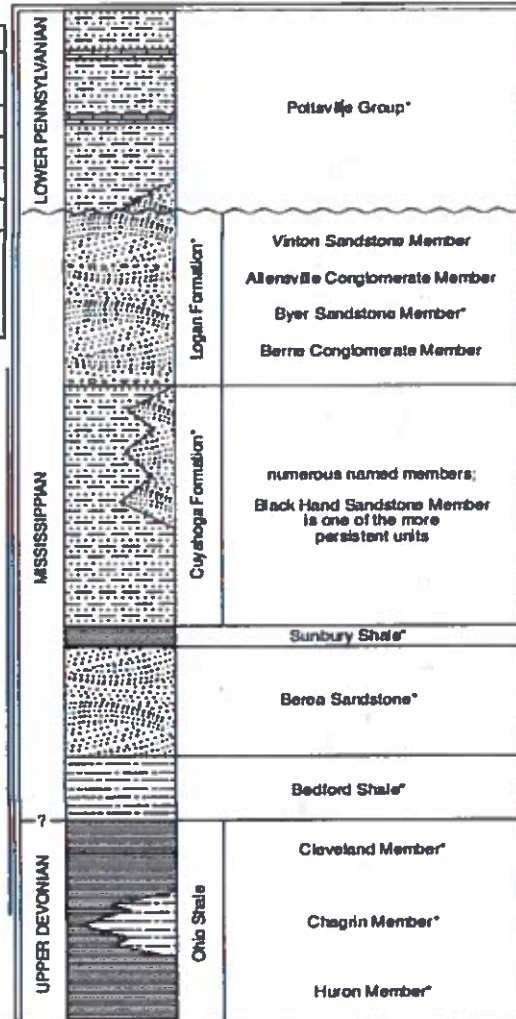 LOWER PENNSYLVANIAN
Pottsville Group*
MISSISSIPPIAN
Logan Formation*
Vinton Sandstone Member
Allensville Conglomerate Member
Byer Sandstone Member*
Berne Conglomerate Member
Cuyahoga Formation*
numerous named members;
Black Hand Sandstone Member
is one of the more
persistent units
Sunbury Shale*
Berea Sandstone*
Bedford Shale*
?
UPPER DEVONIAN
Ohio Shale
Cleveland Member*
Chagrin Member*
Huron Member*